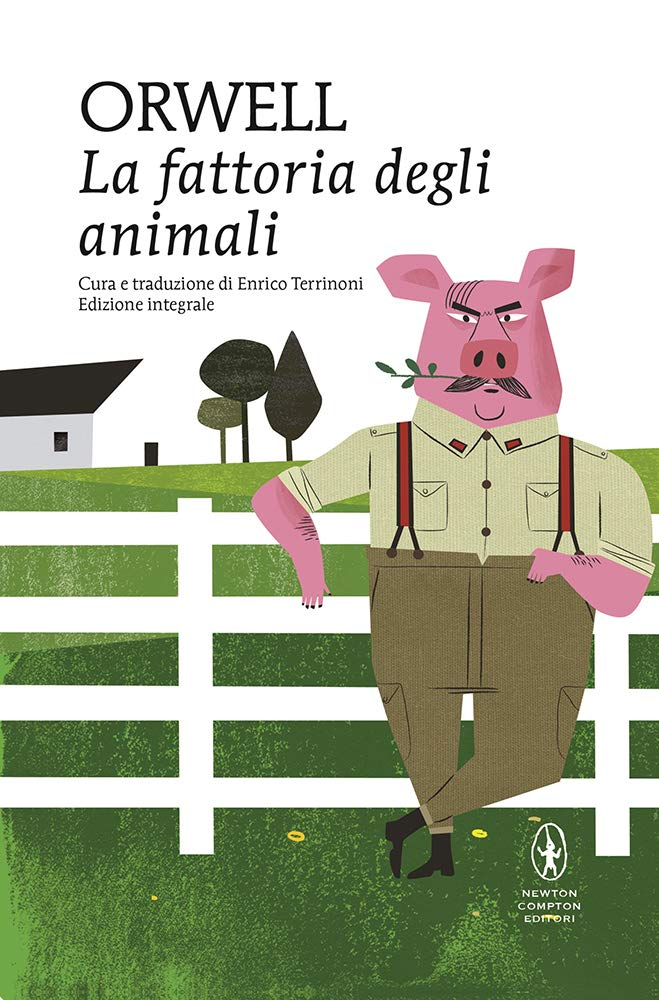 ORWELL
La fattoria degli
animali
Cura e traduzione di Enrico Terrinoni
Edizione integrale
NEWTON
COMPTON
EDITORI